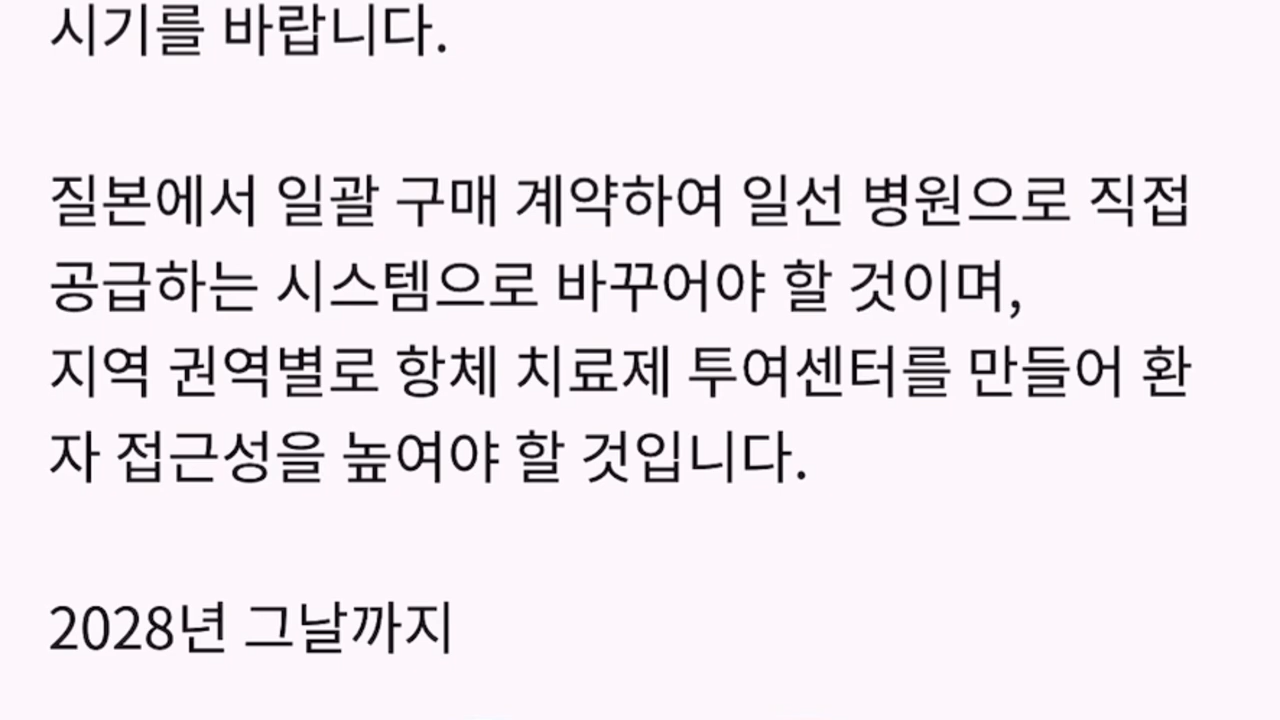 시기를 바랍니다.
질본에서 일괄 구매 계약하여 일선 병원으로 직접
공급하는 시스템으로 바꾸어야 할 것이며,
지역 권역별로 항체 치료제 투여센터를 만들어 환
자 접근성을 높여야 할 것입니다.
2028년 그날까지